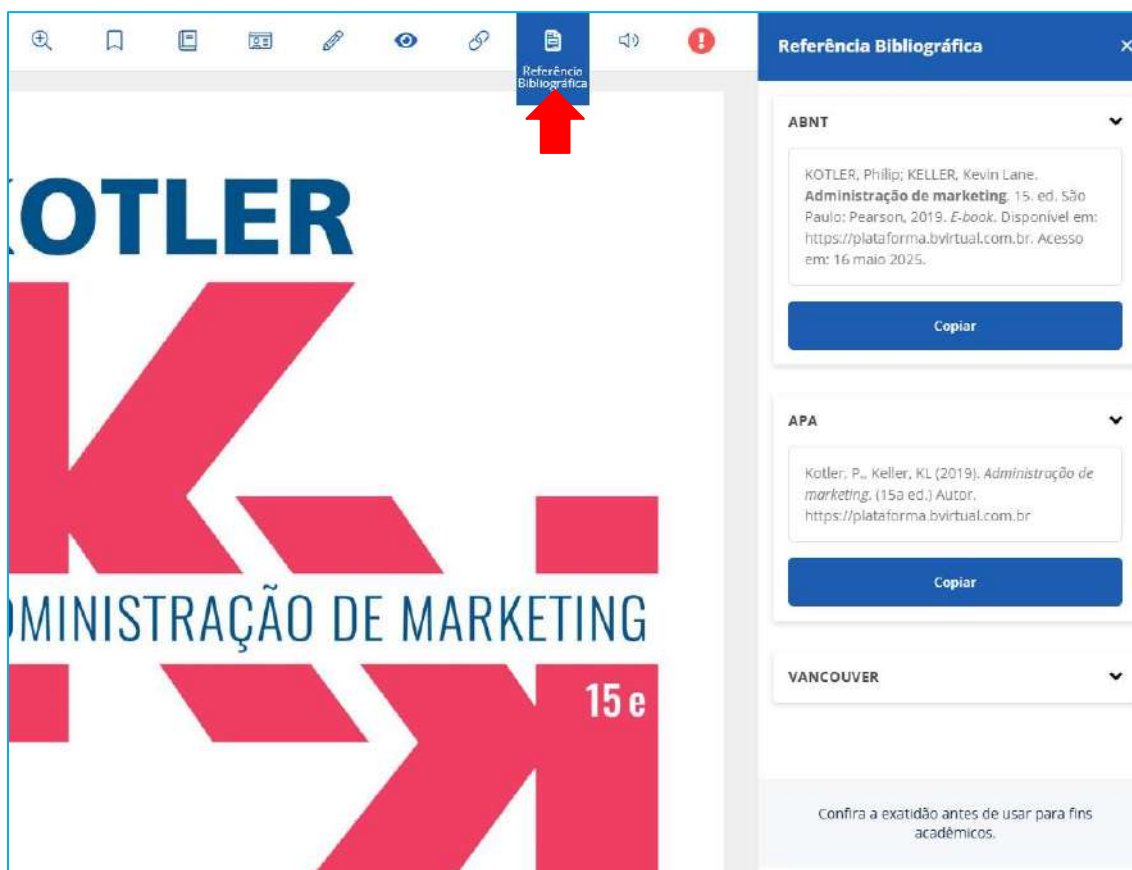 Referência
Bibliográfica
Referência Bibliográfica
ABNT
KOTLER, Philip; KELLER, Kevin Lane.
Administração de marketing. 15. ed. São
Paulo: Pearson, 2019. E-book. Disponível em:
https://plataforma.bvirtual.com.br. Acesso
em: 16 maio 2025.
Copiar
APA
Kotler, P., Keller, KL (2019). Administração de
marketing. (15a ed.) Autor.
https://plataforma.bvirtual.com.br
Copiar
VANCOUVER
Confira a exatidão antes de usar para fins
acadêmicos.
KOTLER
DMINISTRAÇÃO DE MARKETING
15 e